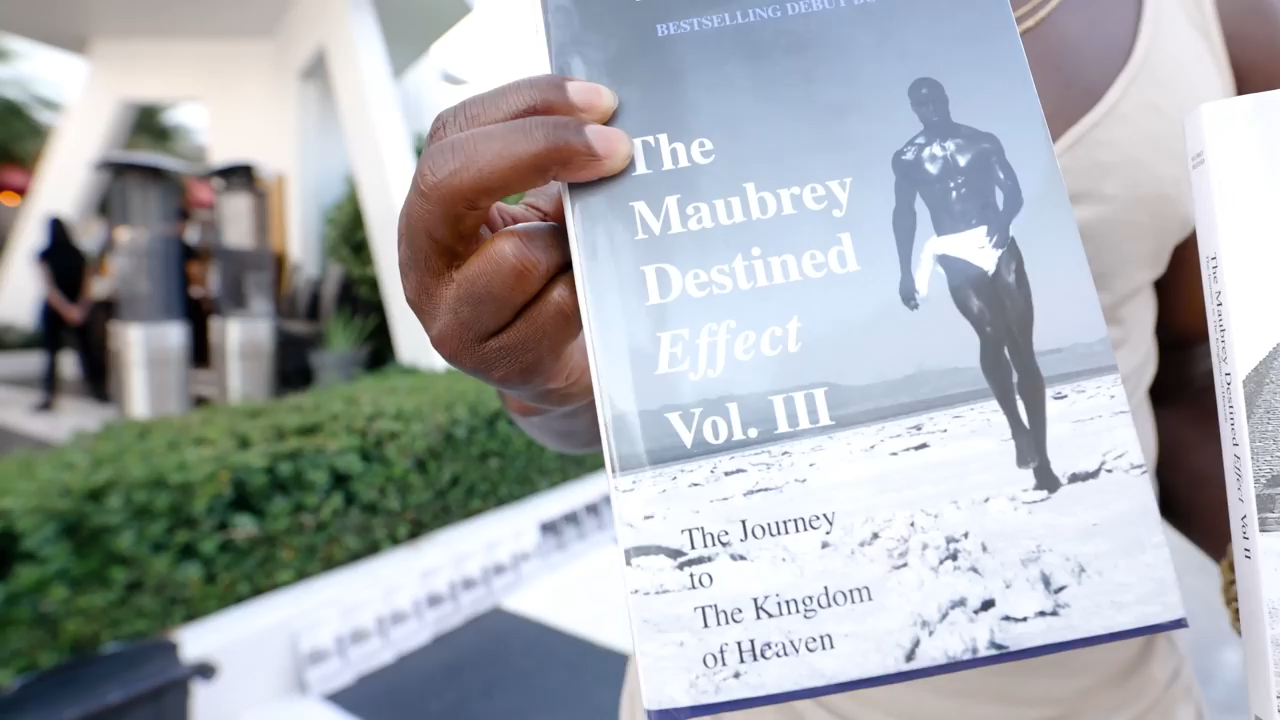 BESTSELLING DEBUT
The
Maubrey
Destined
Effect
Vol. III
The Journey
to
The Kingdom
of Heaven
The Maubrey Destined Effect Vol II